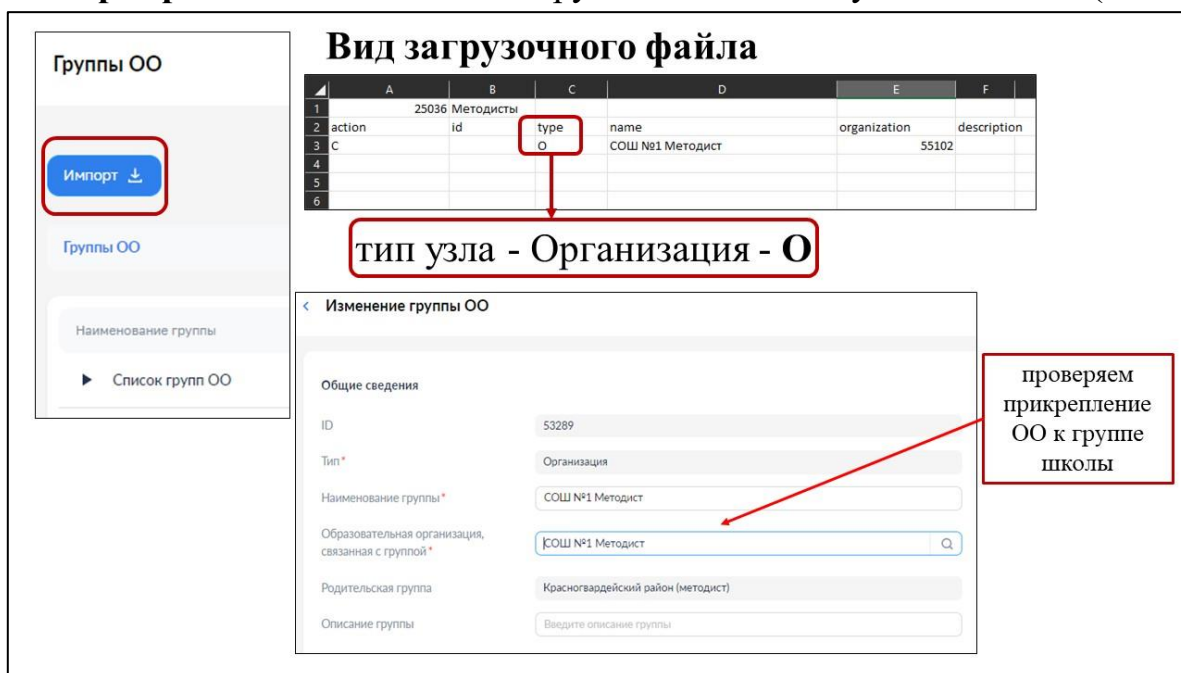 Группы ОО
Импорт
Группы ОО
Наименование группы
Список групп ОО
Вид загрузочного файла
A B C D E F
1 25036 Методисты
2 action id type name organization description
3 C O СОШ №1 Методист 55102
4
5
6
тип узла - Организация - О
Изменение группы ОО
Общие сведения
ID 53289
Тип* Организация
Наименование группы* СОШ №1 Методист
Образовательная организация,
связанная с группой* СОШ №1 Методист
Родительская группа Красногвардейский район (методист)
Описание группы Введите описание группы
проверяем
прикрепление
ОО к группе
школы